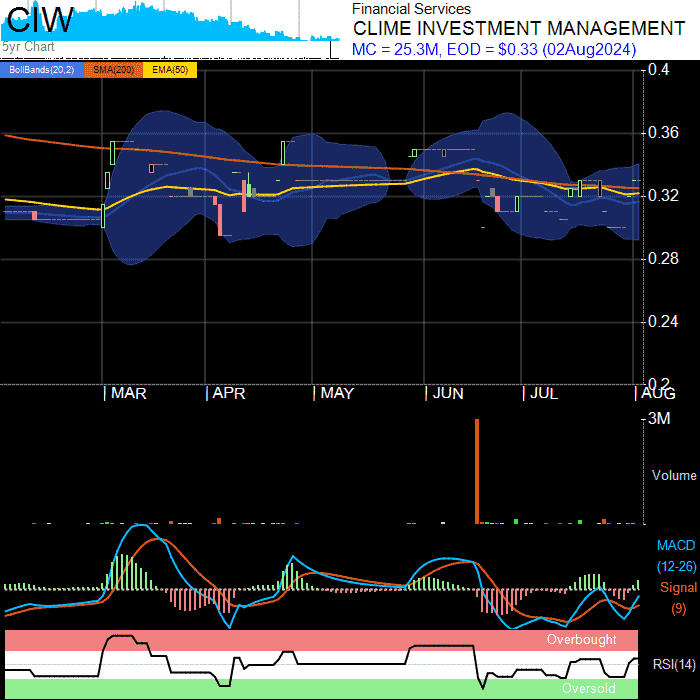 CIW
5yr Chart
Financial Services
CLIME INVESTMENT MANAGEMENT
MC = 25.3M, EOD = $0.33 (02Aug2024)
BollBands(20,2) SMA(200) EMA(50)
0.4
0.36
0.32
0.28
0.24
0.2
MAR APR MAY JUN JUL AUG
3M
Volume
MACD
(12-26)
Signal
(9)
Overbought
RSI(14)
Oversold